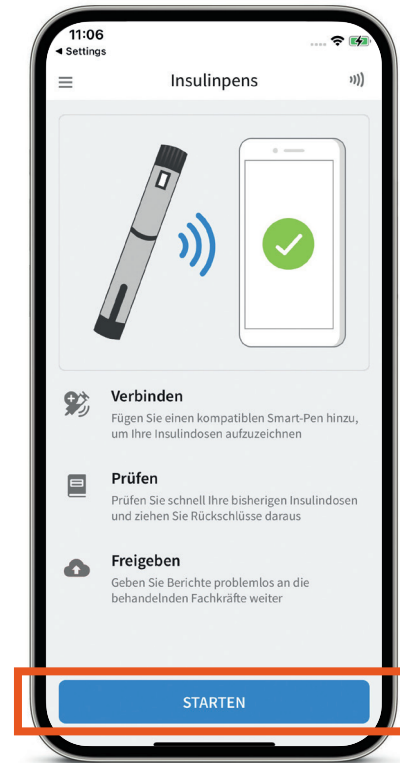 11:06
◀ Settings
Insulinpens
Verbinden
Fügen Sie einen kompatiblen Smart-Pen hinzu,
um Ihre Insulindosen aufzuzeichnen
Prüfen
Prüfen Sie schnell Ihre bisherigen Insulindosen
und ziehen Sie Rückschlüsse daraus
Freigeben
Geben Sie Berichte problemlos an die
behandelnden Fachkräfte weiter
STARTEN